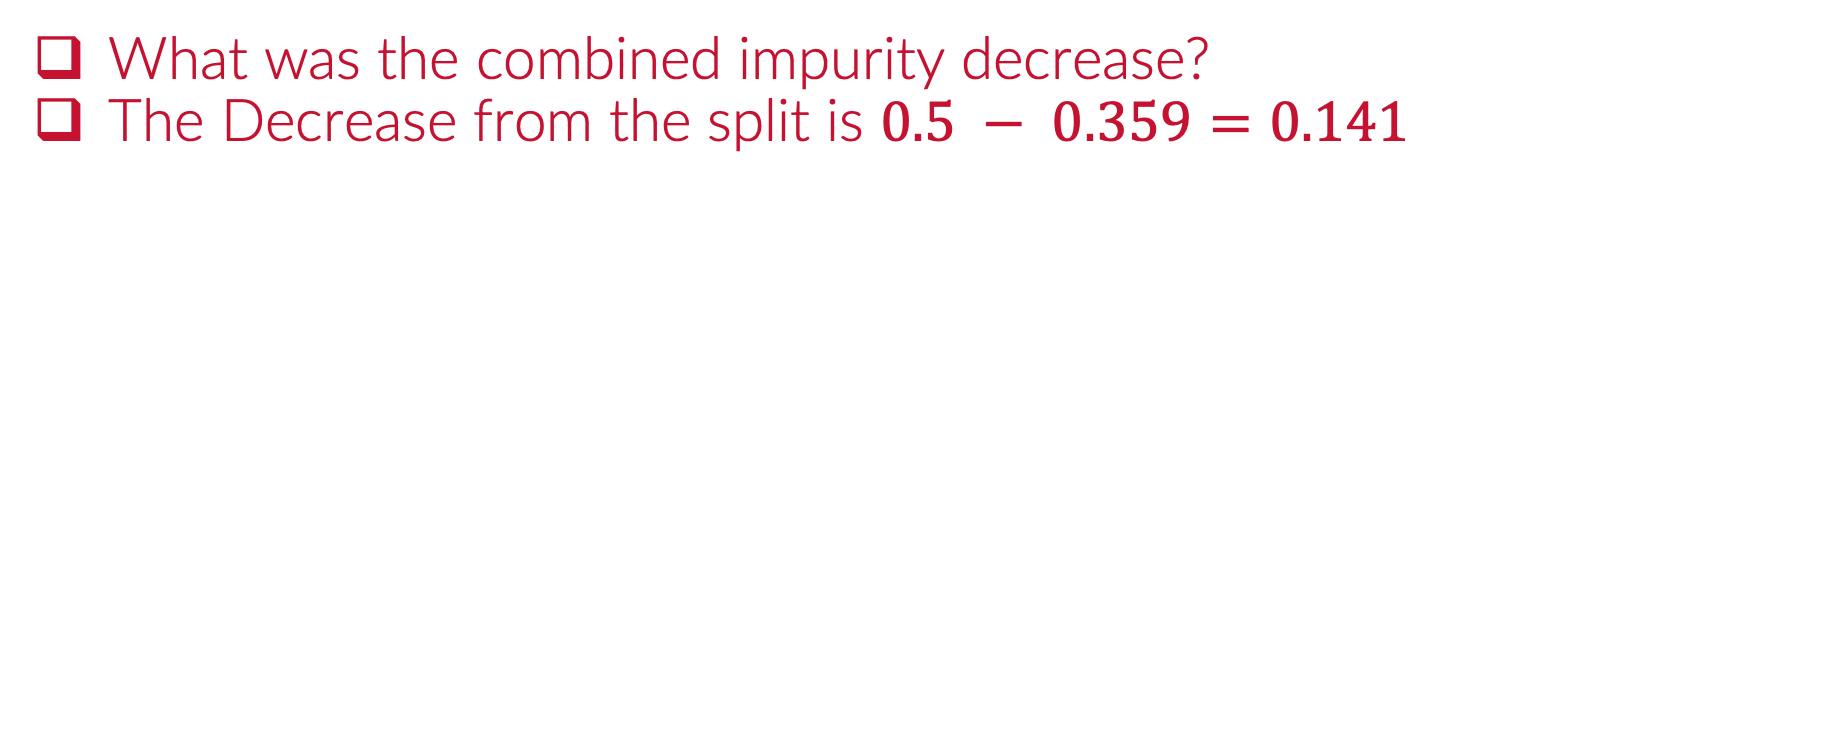 ❑ What was the combined impurity decrease?
❑ The Decrease from the split is 0.5 − 0.359 = 0.141